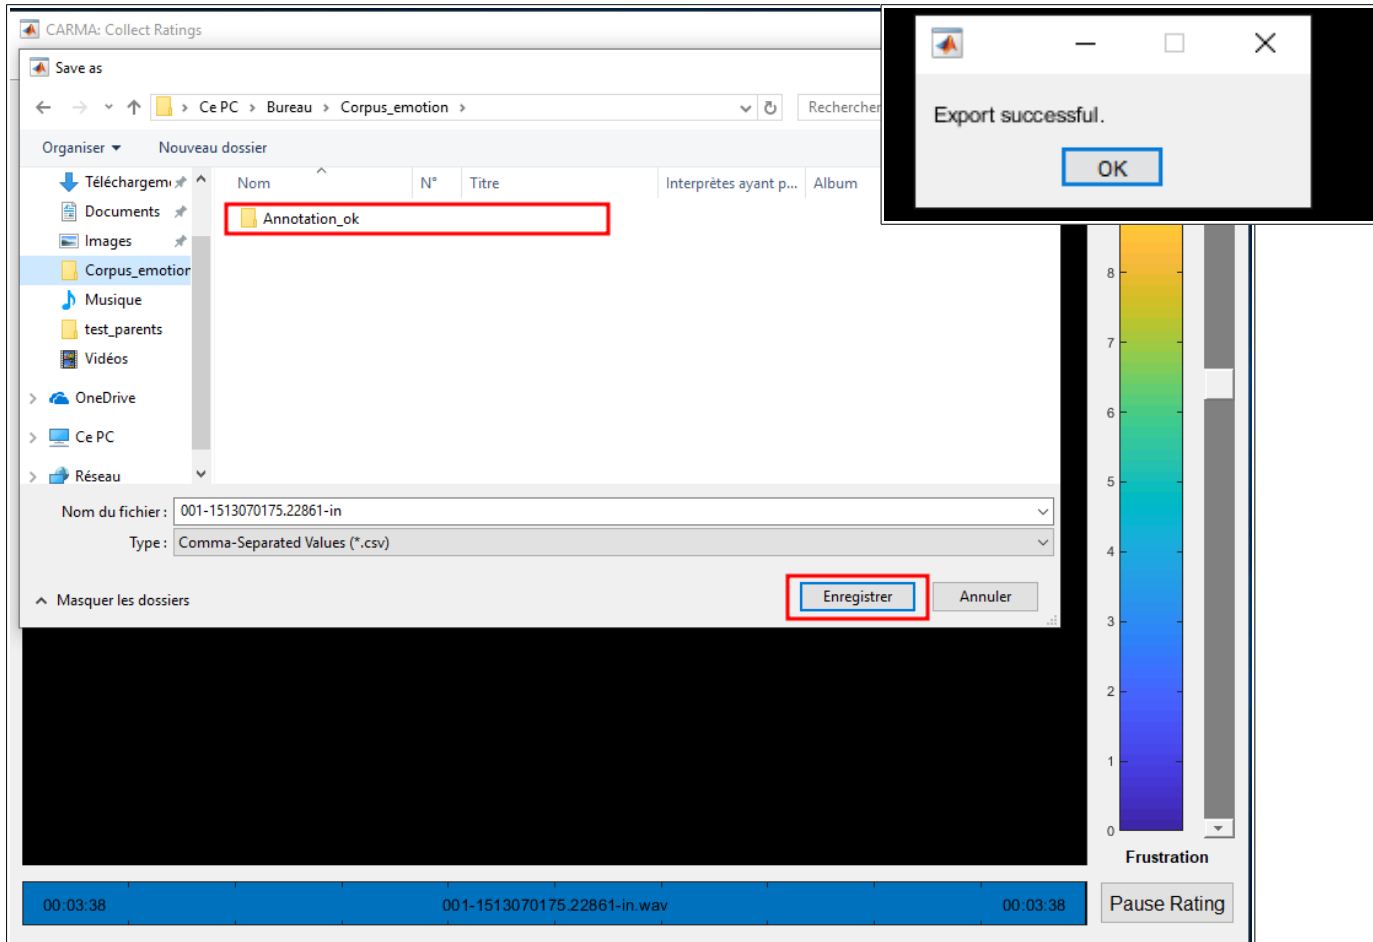 CARMA: Collect Ratings
Save as
Ce PC > Bureau > Corpus_emotion >
Rechercher
Organiser
Nouveau dossier
Nom
N°
Titre
Interprètes ayant p...
Album
Annotation_ok
Téléchargem
Documents
Images
Corpus_emotion
Musique
test_parents
Vidéos
OneDrive
Ce PC
Réseau
Nom du fichier : 001-1513070175.22861-in
Type : Comma-Separated Values (*.csv)
Masquer les dossiers
Enregistrer
Annuler
Export successful.
OK
8
7
6
5
4
3
2
1
0
Frustration
00:03:38
001-1513070175.22861-in.wav
00:03:38
Pause Rating